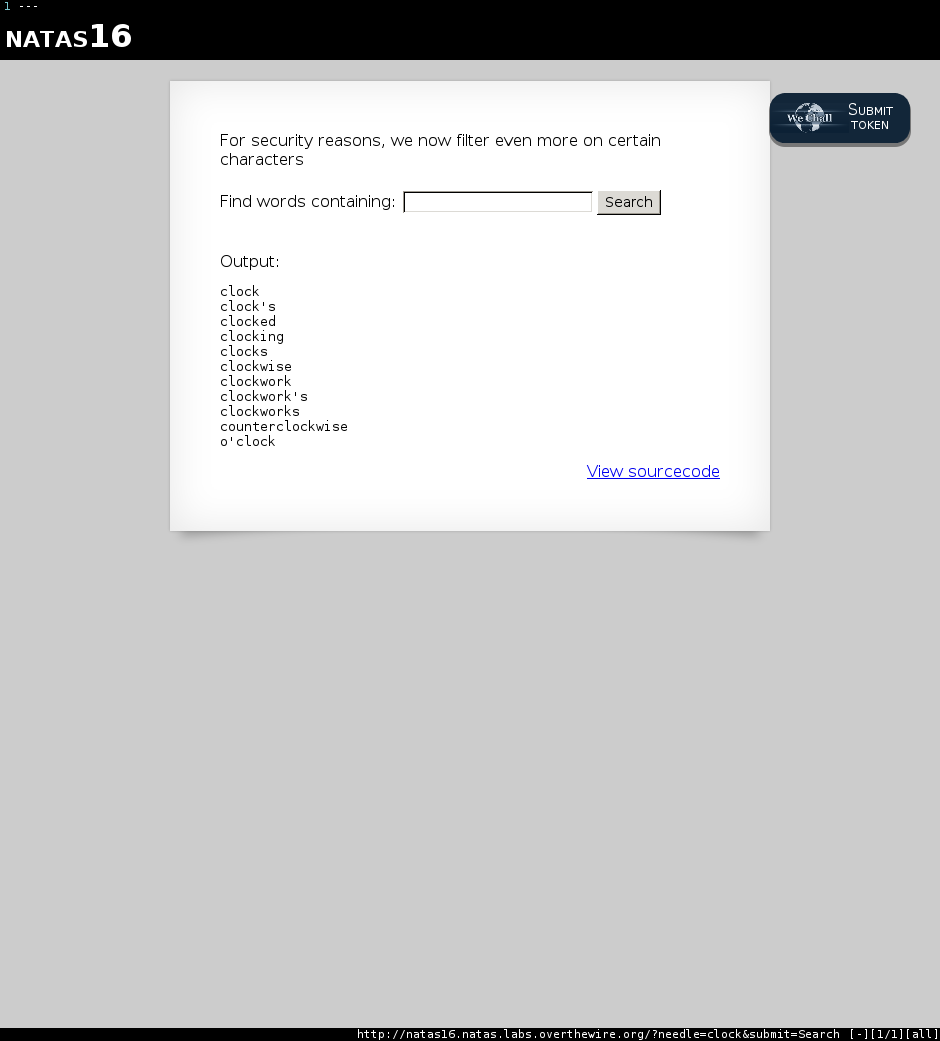 1 ---
NATAS16
We Chall
SUBMIT
TOKEN
For security reasons, we now filter even more on certain
characters
Find words containing: Search
Output:
clock
clock's
clocked
clocking
clocks
clockwise
clockwork
clockwork's
clockworks
counterclockwise
o'clock
View sourcecode
http://natas16.natas.labs.overthewire.org/?needle=clock&submit=Search [-][1/1][all]